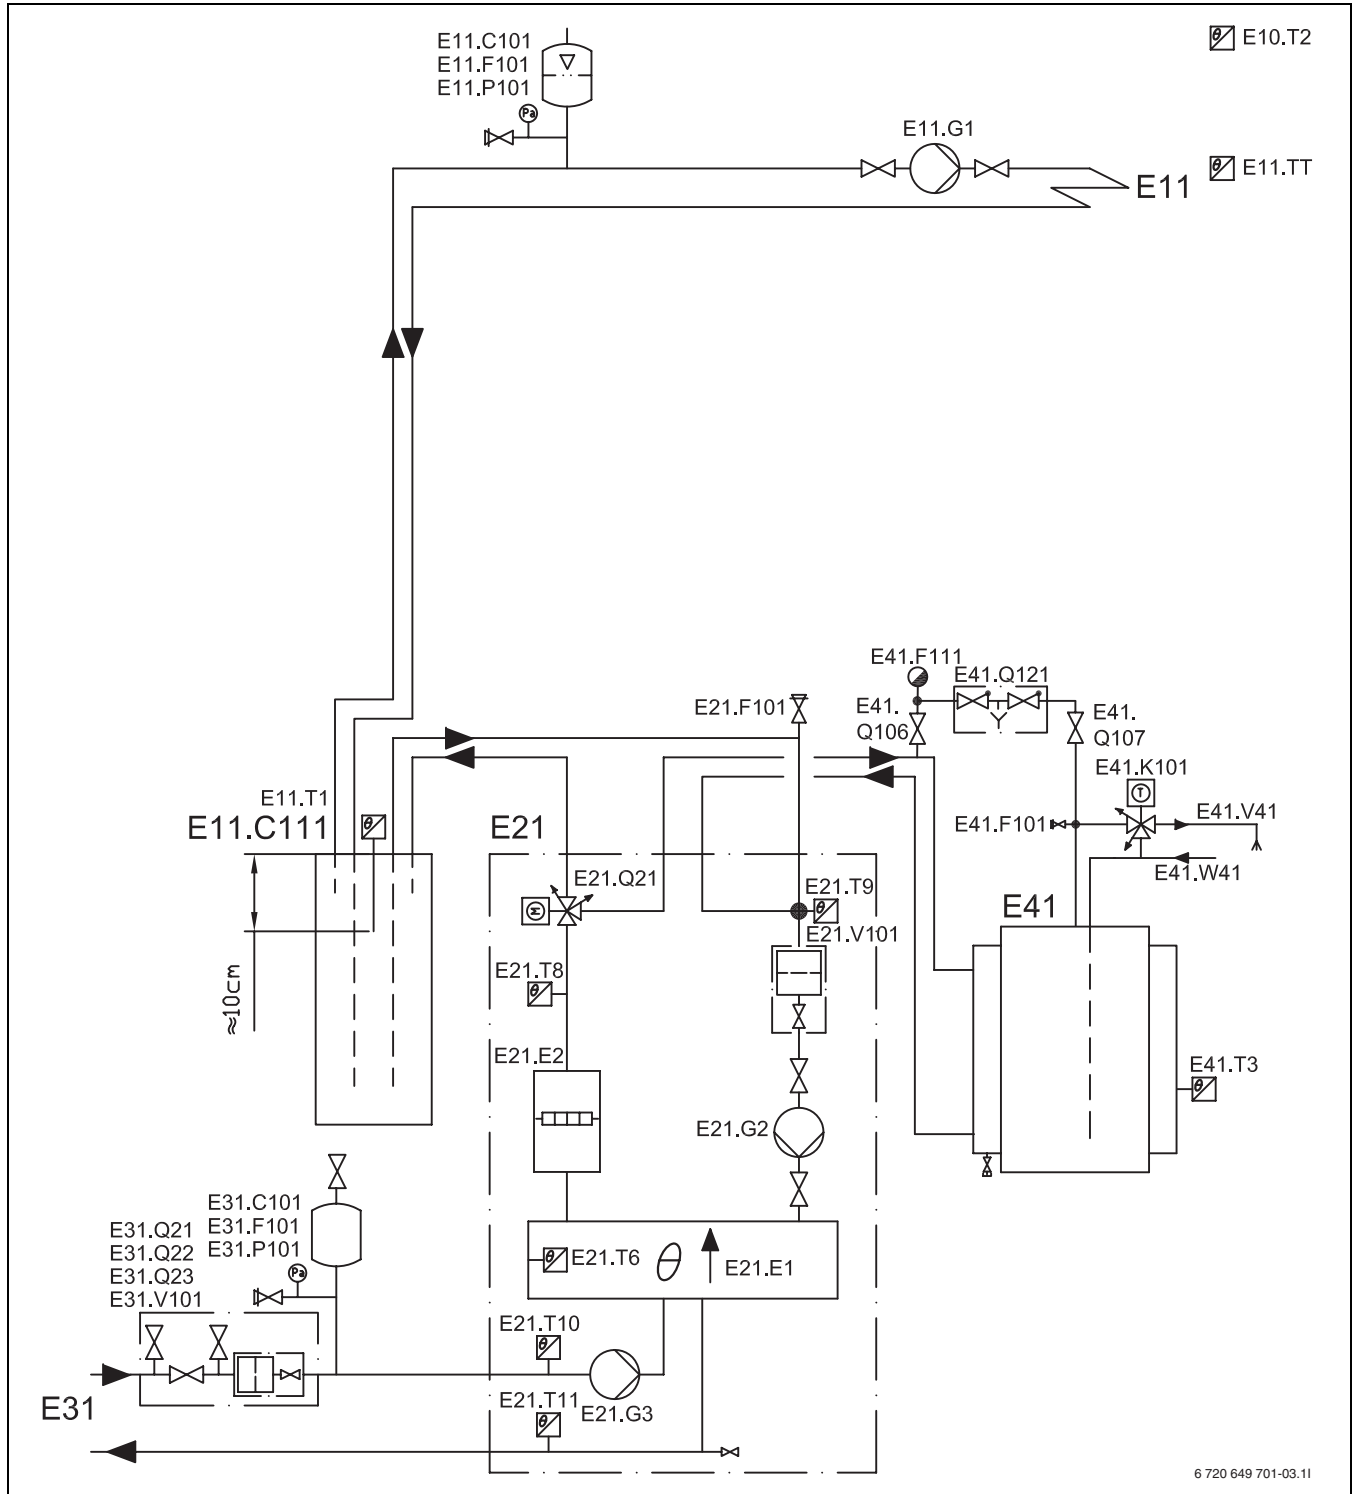 E11.C101
E11.F101
E11.P101
Pa
E11.G1
θ E10.T2
θ E11.TT
E11
E41.F111
E41.Q121
E21.F101
E41.
Q106
E41.
Q107
E41.K101
T
E11.T1
E11.C111
θ
E21
E41.F101
E41.V41
E41.W41
E21.Q21
M
E21.T9
θ
E21.V101
E41
≈10cm
E21.T8
θ
E21.E2
E21.G2
E41.T3
θ
E31.Q21
E31.Q22
E31.Q23
E31.V101
E31.C101
E31.F101
E31.P101
Pa
θ E21.T6
θ
E21.E1
E21.T10
θ
E21.T11
θ
E21.G3
E31
6 720 649 701-03.1I